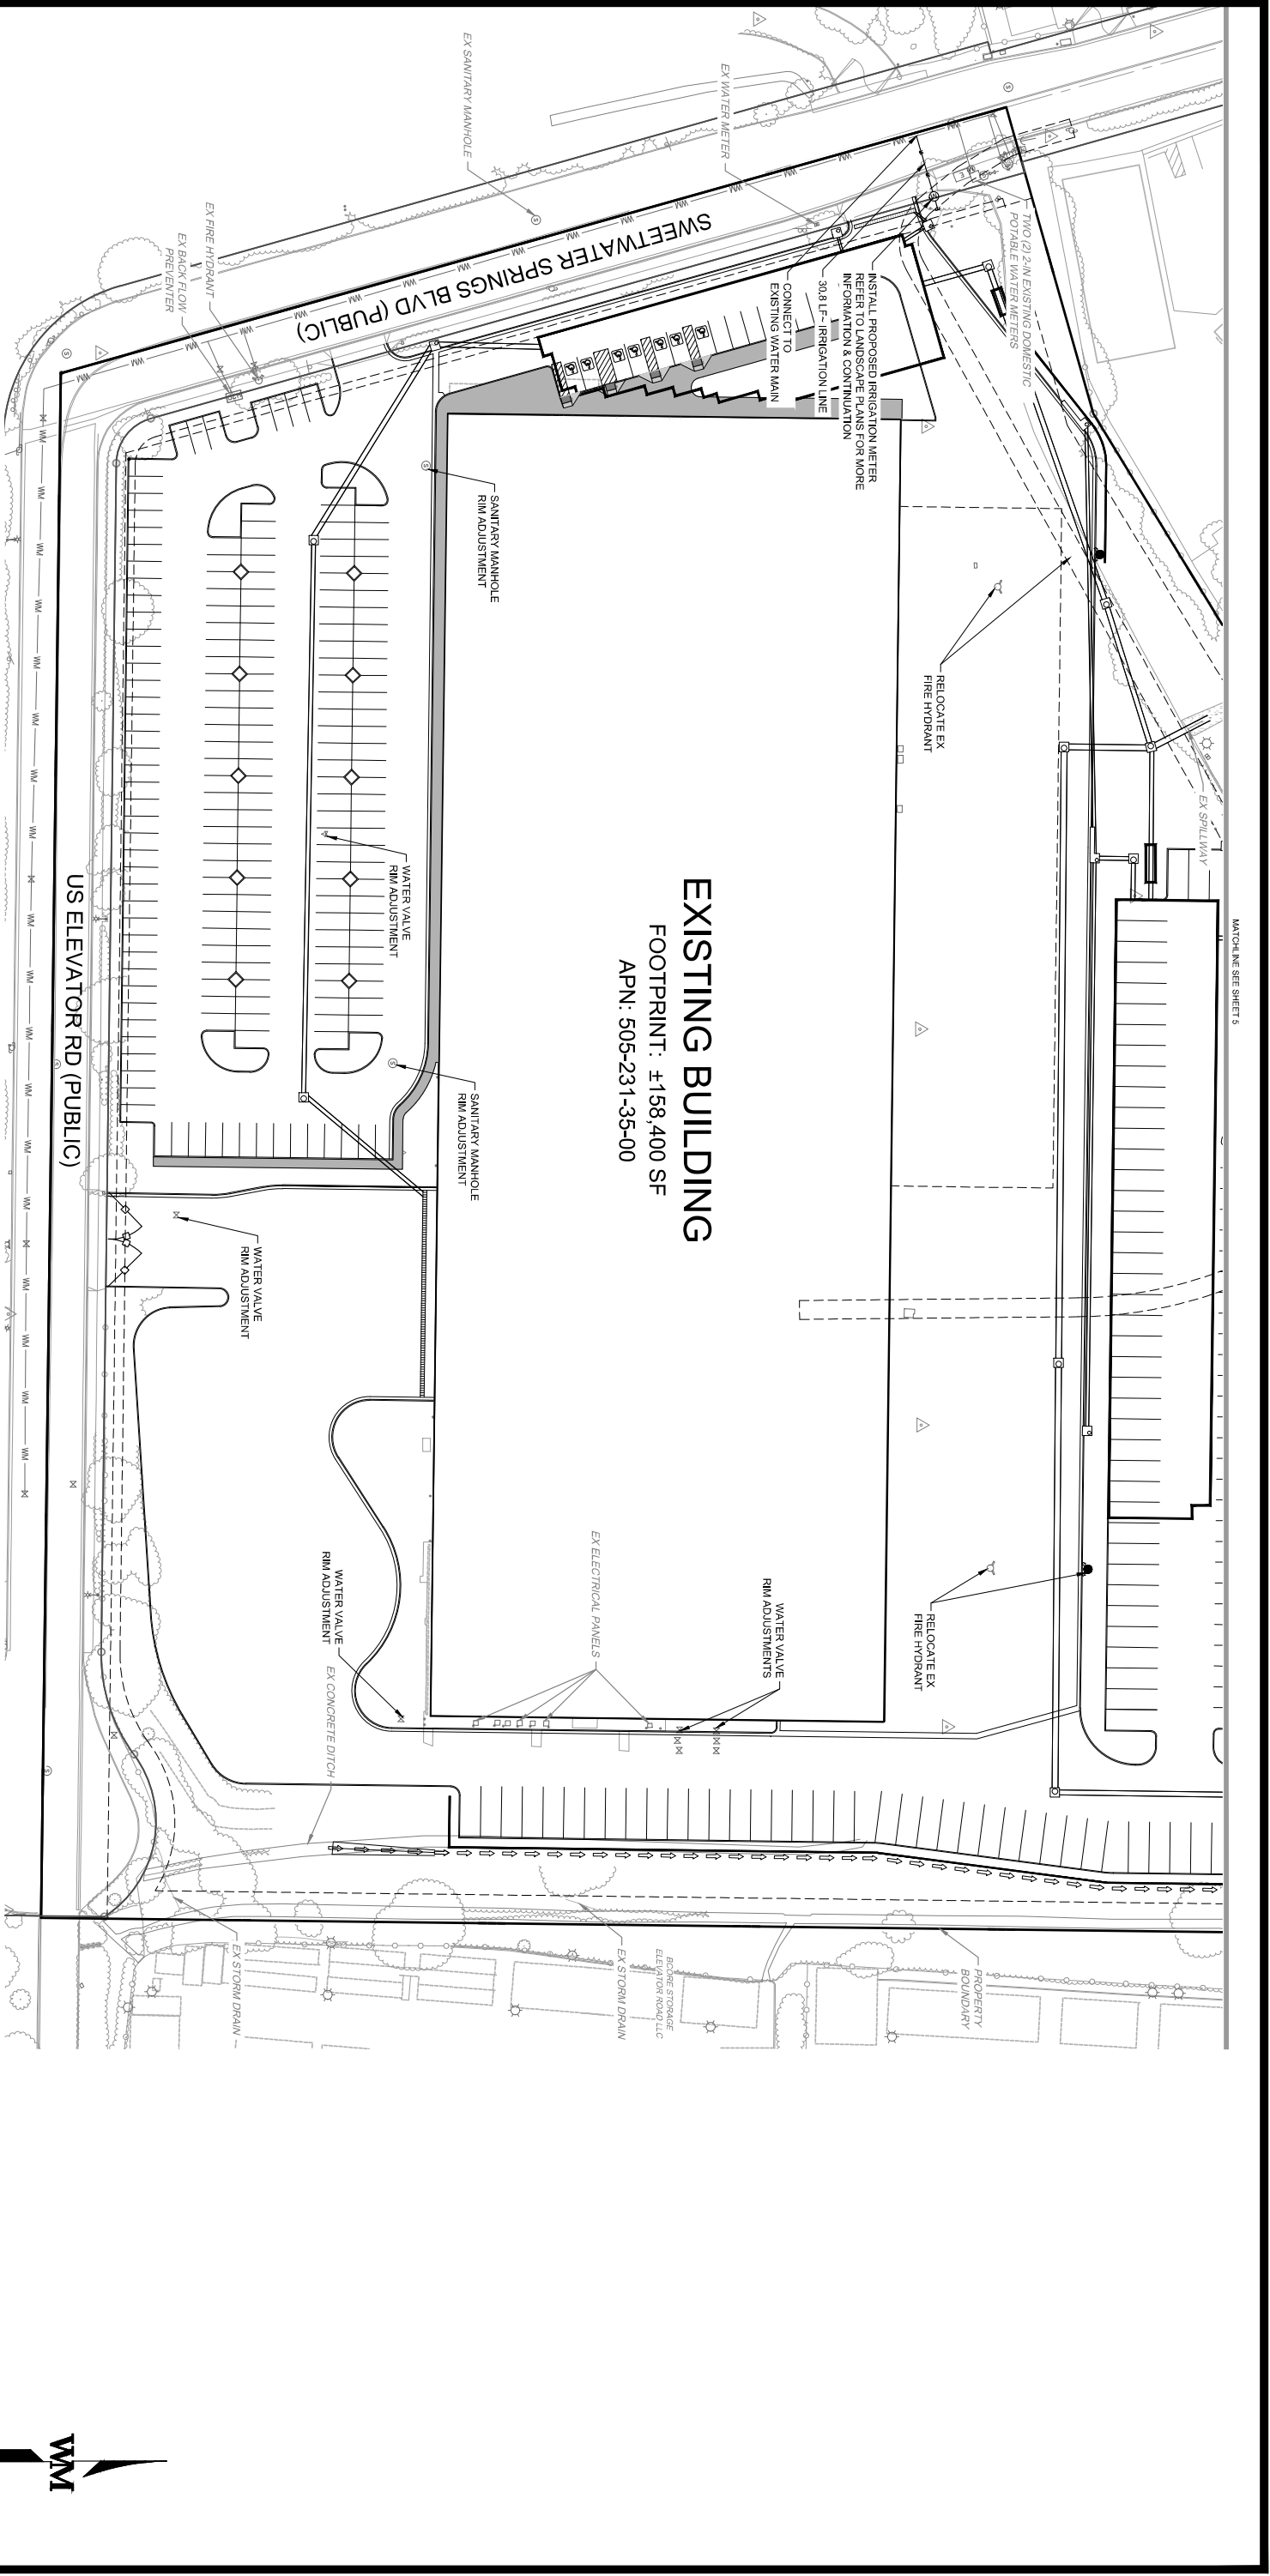 MATCHLINE SEE SHEET 5
EX SPILLWAY
TWO (2) 2-IN EXISTING DOMESTIC
POTABLE WATER METERS
RELOCATE EX
FIRE HYDRANT
RELOCATE EX
FIRE HYDRANT
PROPERTY
BOUNDARY
INSTALL PROPOSED IRRIGATION METER
REFER TO LANDSCAPE PLANS FOR MORE
INFORMATION & CONTINUATION
30.8 LF~ IRRIGATION LINE
CONNECT TO
EXISTING WATER MAIN
EX WATER METER
WATER VALVE
RIM ADJUSTMENTS
EXISTING BUILDING
FOOTPRINT: ±158,400 SF
APN: 505-231-35-00
BCORE STORAGE
ELEVATOR ROAD LLC
EX STORM DRAIN
EX ELECTRICAL PANELS
SWEETWATER SPRINGS BLVD (PUBLIC)
EX SANITARY MANHOLE
SANITARY MANHOLE
RIM ADJUSTMENT
SANITARY MANHOLE
RIM ADJUSTMENT
WATER VALVE
RIM ADJUSTMENT
WATER VALVE
RIM ADJUSTMENT
EX CONCRETE DITCH
WATER VALVE
RIM ADJUSTMENT
EX STORM DRAIN
EX FIRE HYDRANT
EX BACK FLOW
PREVENTER
US ELEVATOR RD (PUBLIC)
WM